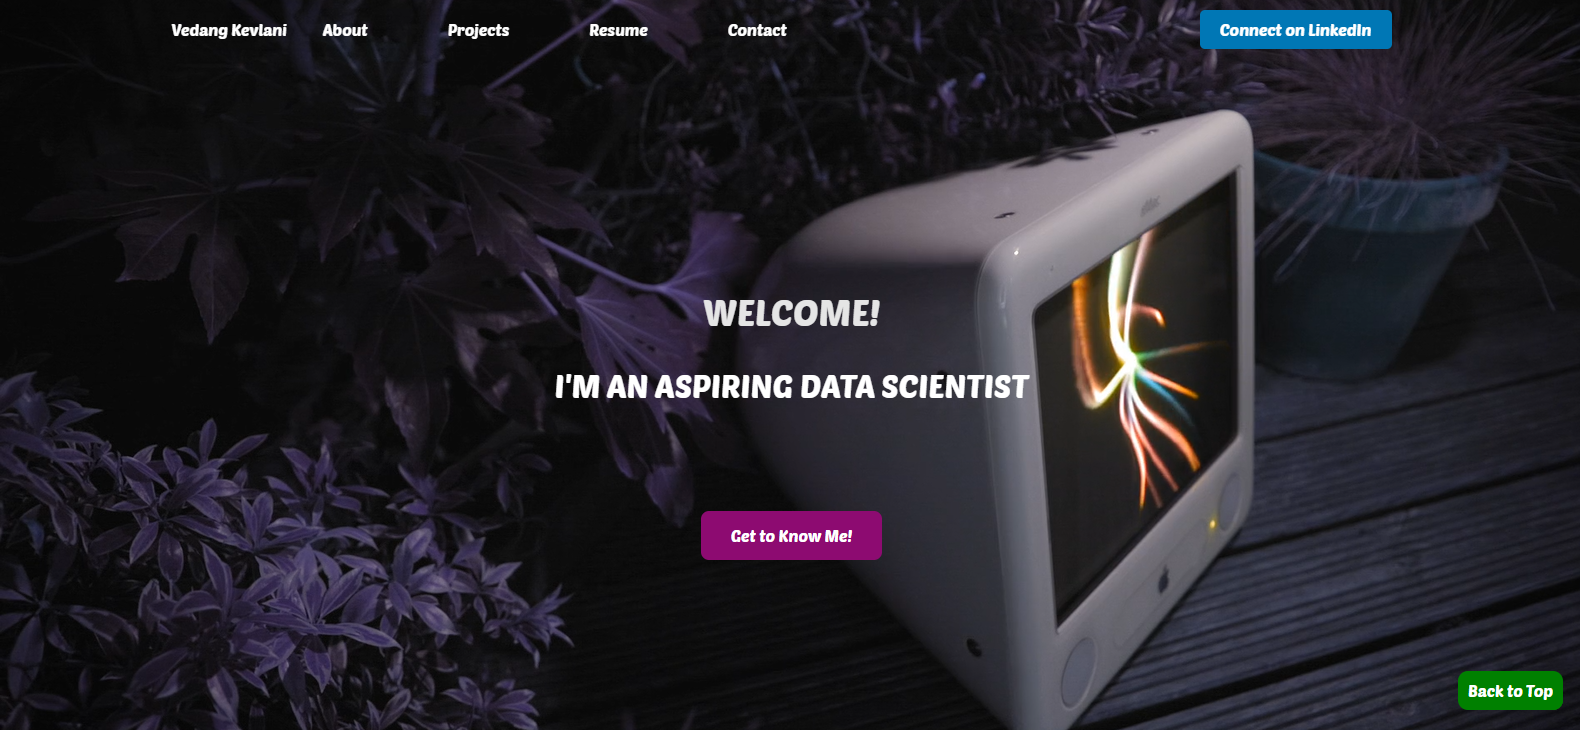 Vedang Kevlani About Projects Resume Contact Connect on LinkedIn
WELCOME!
I'M AN ASPIRING DATA SCIENTIST
Get to Know Me!
Back to Top